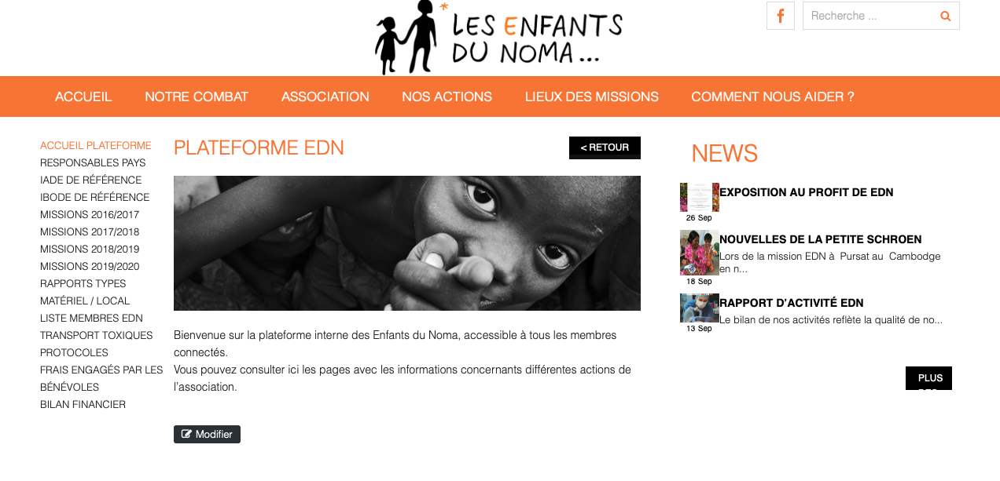 LES ENFANTS
DU NOMA...
Recherche ...
ACCUEIL
NOTRE COMBAT
ASSOCIATION
NOS ACTIONS
LIEUX DES MISSIONS
COMMENT NOUS AIDER ?
ACCUEIL PLATEFORME
RESPONSABLES PAYS
IADE DE RÉFÉRENCE
IBODE DE RÉFÉRENCE
MISSIONS 2016/2017
MISSIONS 2017/2018
MISSIONS 2018/2019
MISSIONS 2019/2020
RAPPORTS TYPES
MATÉRIEL / LOCAL
LISTE MEMBRES EDN
TRANSPORT TOXIQUES
PROTOCOLES
FRAIS ENGAGÉS PAR LES
BÉNÉVOLES
BILAN FINANCIER
PLATEFORME EDN
< RETOUR
Bienvenue sur la plateforme interne des Enfants du Noma, accessible à tous les membres
connectés.
Vous pouvez consulter ici les pages avec les informations concernants différentes actions de
l'association.
Modifier
NEWS
EXPOSITION AU PROFIT DE EDN
26 Sep
NOUVELLES DE LA PETITE SCHROEN
Lors de la mission EDN à Pursat au Cambodge
en n...
18 Sep
RAPPORT D'ACTIVITÉ EDN
Le bilan de nos activités reflète la qualité de no...
13 Sep
PLUS